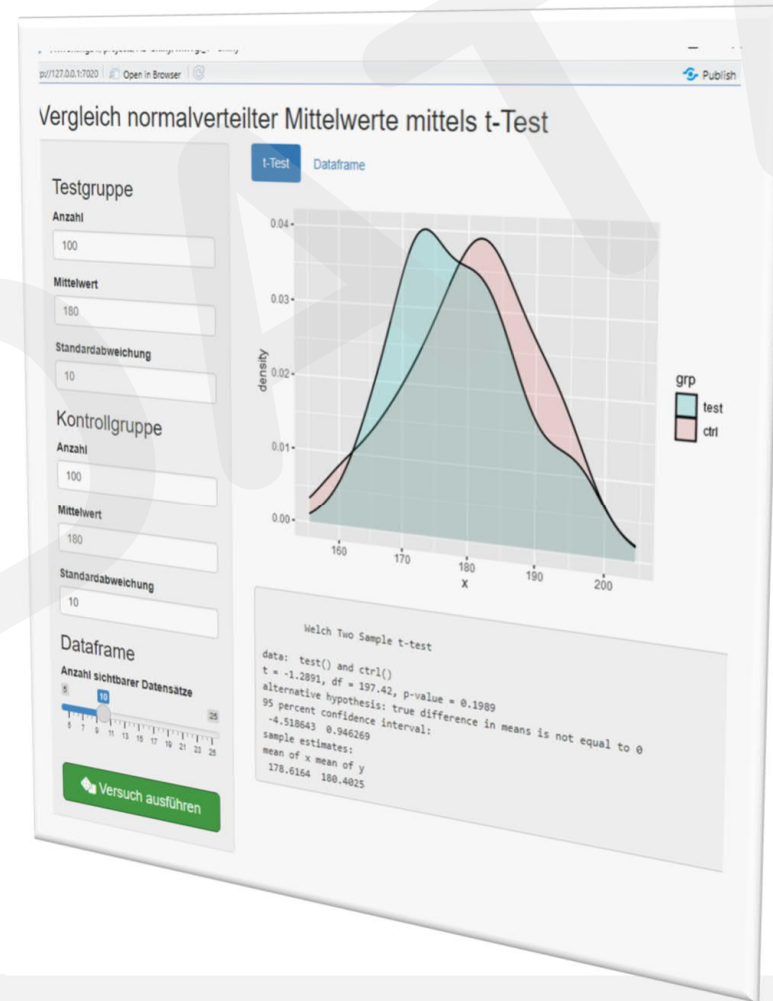 p://127.0.0.1:7020 Open in Browser Publish
Vergleich normalverteilter Mittelwerte mittels t-Test
t-Test Dataframe
Testgruppe
Anzahl
100
Mittelwert
180
Standardabweichung
10
Kontrollgruppe
Anzahl
100
Mittelwert
180
Standardabweichung
10
Dataframe
Anzahl sichtbarer Datensätze
5 10 25
5 7 9 11 13 15 17 19 21 23 25
Versuch ausführen
0.04
0.03
0.02
0.01
0.00
density
160 170 180 190 200
x
grp
test
ctrl
Welch Two Sample t-test
data: test() and ctrl()
t = -1.2891, df = 197.42, p-value = 0.1989
alternative hypothesis: true difference in means is not equal to 0
95 percent confidence interval:
-4.518643 0.946269
sample estimates:
mean of x mean of y
178.6164 180.4025